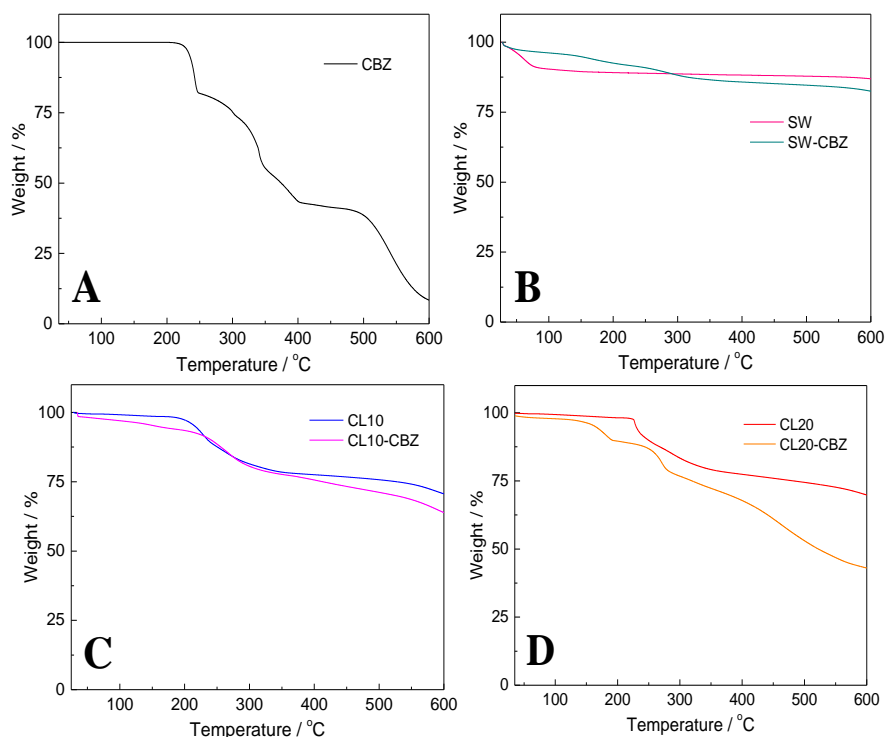 100
75
50
25
0
Weight / %
CBZ
A
100 200 300 400 500 600
Temperature / °C
100
75
50
25
0
Weight / %
SW
SW-CBZ
B
100 200 300 400 500 600
Temperature / °C
100
75
50
25
0
Weight / %
CL10
CL10-CBZ
C
100 200 300 400 500 600
Temperature / °C
100
75
50
25
0
Weight / %
CL20
CL20-CBZ
D
100 200 300 400 500 600
Temperature / °C